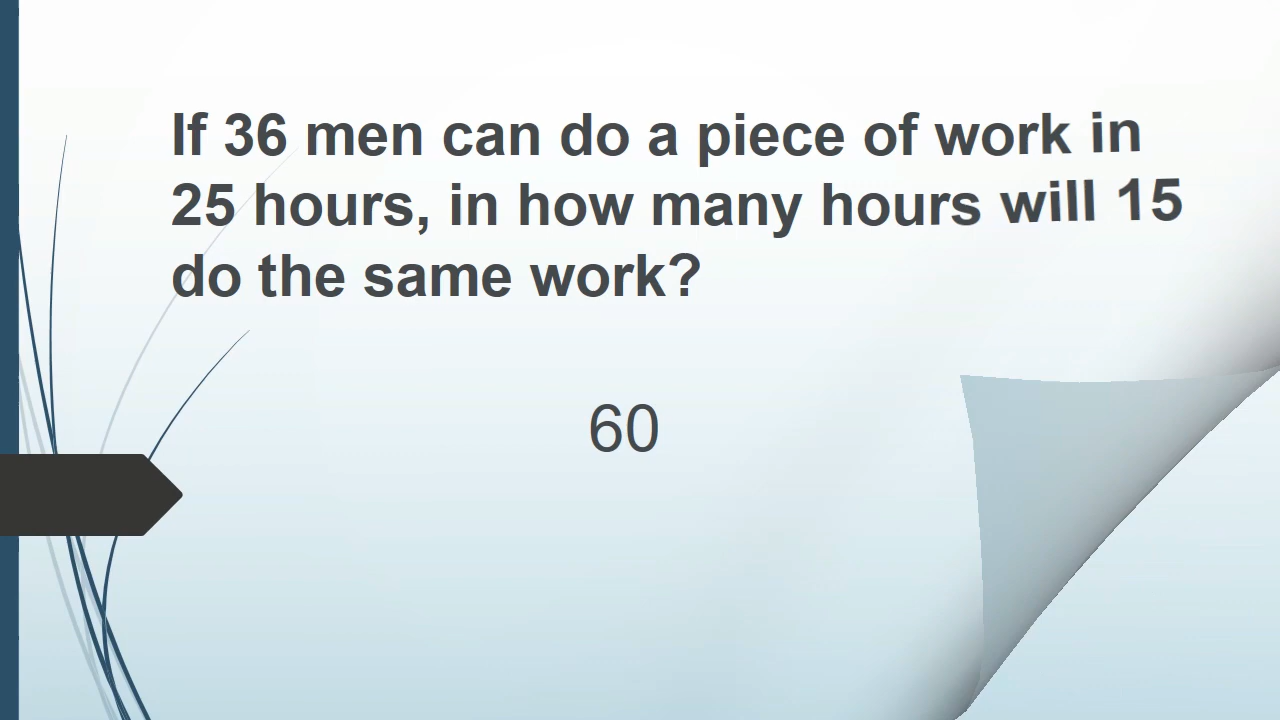 If 36 men can do a piece of work in
25 hours, in how many hours will 15
do the same work?
60